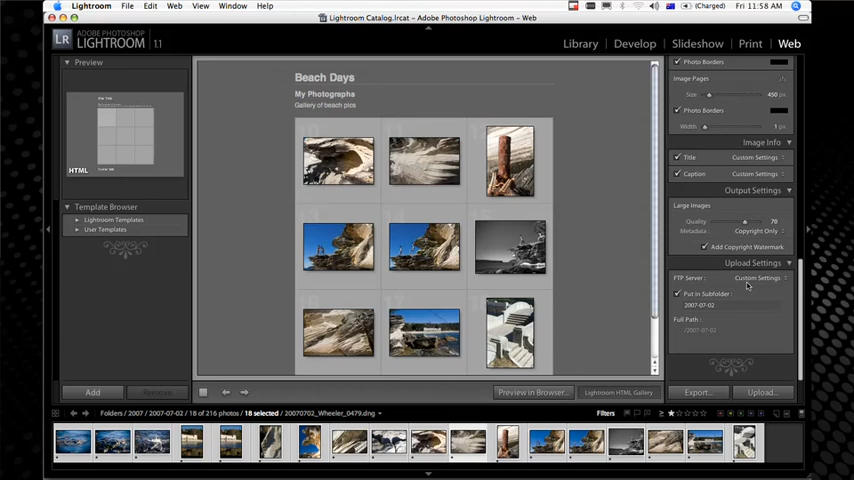 Lightroom File Edit Photo Web View Window Help (Charged) Fri 11:58 AM
Lightroom Catalog.lrcat - Adobe Photoshop Lightroom - Web
LR ADOBE PHOTOSHOP LIGHTROOM 1.1
Library | Develop | Slideshow | Print | Web
Preview
HTML
Template Browser
Lightroom Templates
User Templates
Add
Beach Days
My Photographs
Gallery of beach pics
Photo Borders
Image Pages
Size 450 px
Photo Borders
Width 1 px
Image Info
Title Custom Settings
Caption Custom Settings
Output Settings
Large Images
Quality 70
Metadata: Copyright Only
Add Copyright Watermark
Upload Settings
FTP Server: Custom Settings
Put in Subfolder:
2007-07-02
Full Path:
/2007-07-02
Preview in Browser... Lightroom HTML Gallery Export... Upload...
Folders / 2007 / 2007-07-02 / 18 of 216 photos / 18 selected / 20070702_Wheeler_0479.dng
Filters